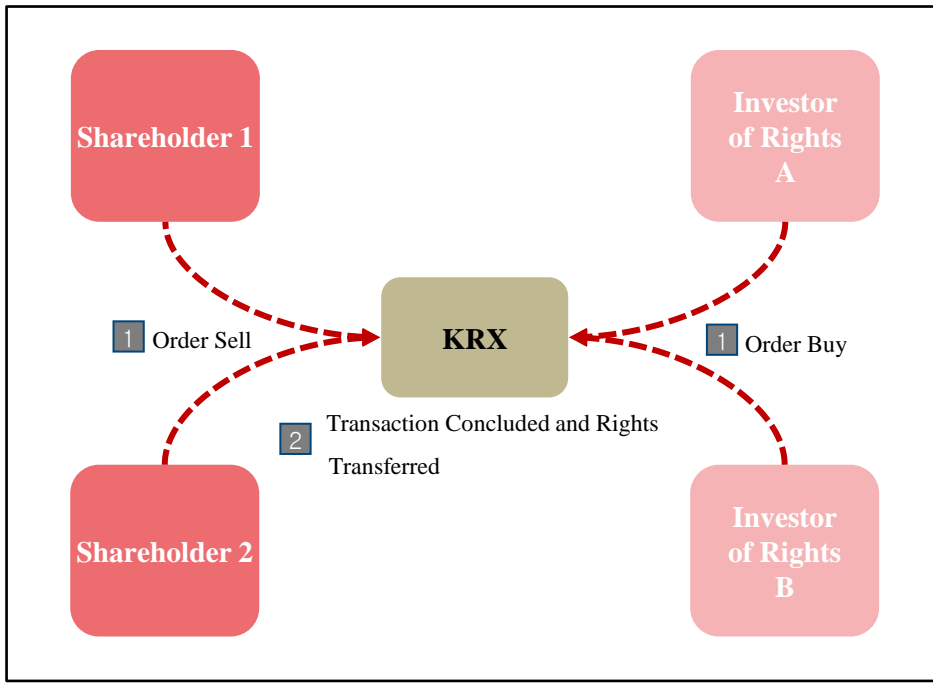 Shareholder 1
Investor
of Rights
A
1 Order Sell
KRX
1 Order Buy
2 Transaction Concluded and Rights
Transferred
Shareholder 2
Investor
of Rights
B